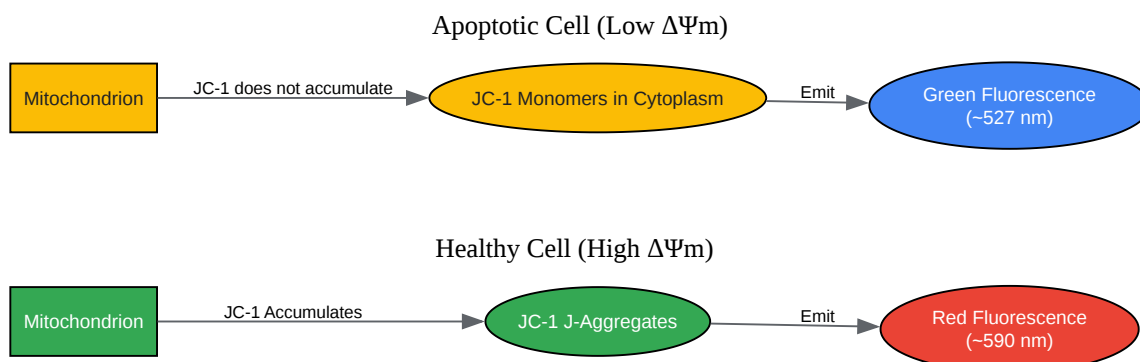 Apoptotic Cell (Low ΔΨm)
Mitochondrion
JC-1 does not accumulate
JC-1 Monomers in Cytoplasm
Emit
Green Fluorescence
(~527 nm)
Healthy Cell (High ΔΨm)
Mitochondrion
JC-1 Accumulates
JC-1 J-Aggregates
Emit
Red Fluorescence
(~590 nm)